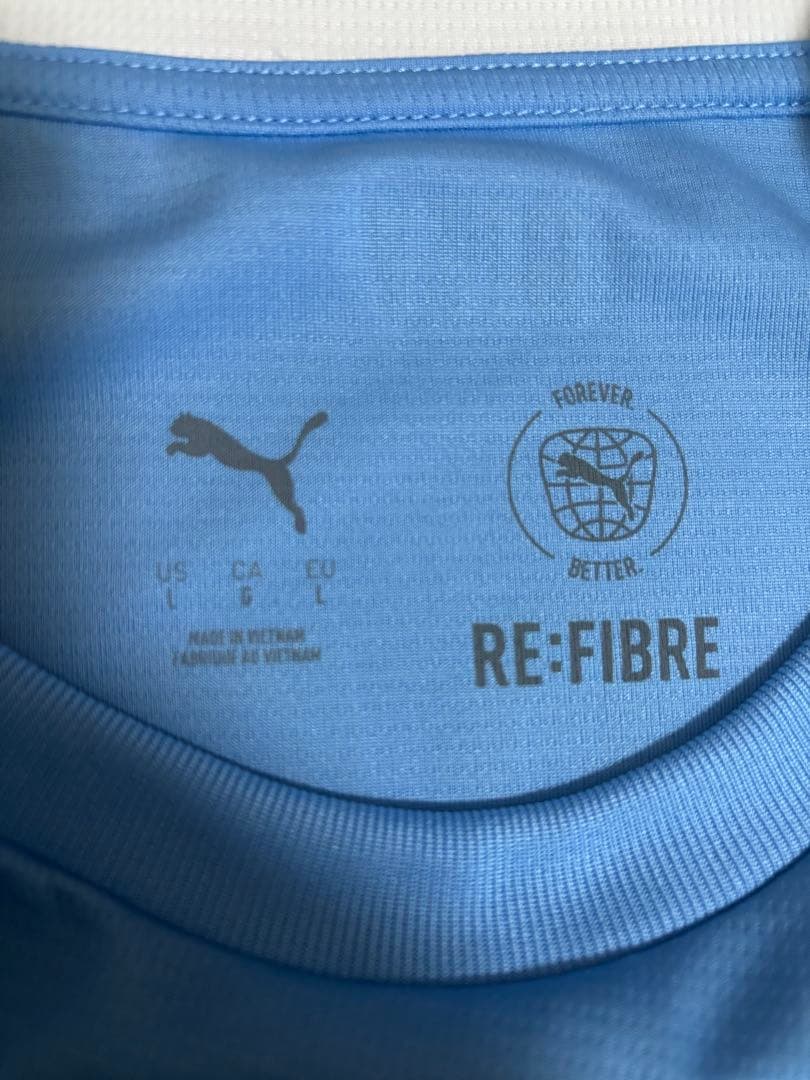 US CA EU
L G L
MADE IN VIETNAM
FABRIQUÉ AU VIETNAM
FOREVER.
BETTER.
RE:FIBRE